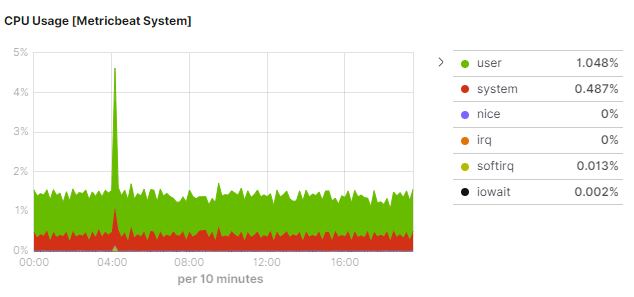 CPU Usage [Metricbeat System]
5%
4%
3%
2%
1%
0%
00:00 04:00 08:00 12:00 16:00
per 10 minutes
user 1.048%
system 0.487%
nice 0%
irq 0%
softirq 0.013%
iowait 0.002%